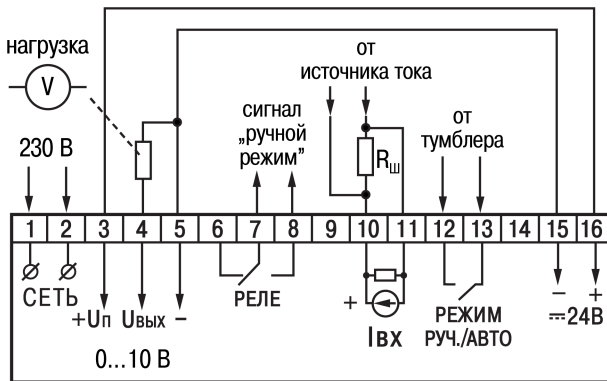 нагрузка
V
230 В
сигнал
„ручной
режим”
от
источника тока
Rш
от
тумблера
1 2 3 4 5 6 7 8 9 10 11 12 13 14 15 16
СЕТЬ
+Uп Uвых –
0...10 В
РЕЛЕ
+
Iвх
РЕЖИМ
РУЧ./АВТО
– +
⎓24В